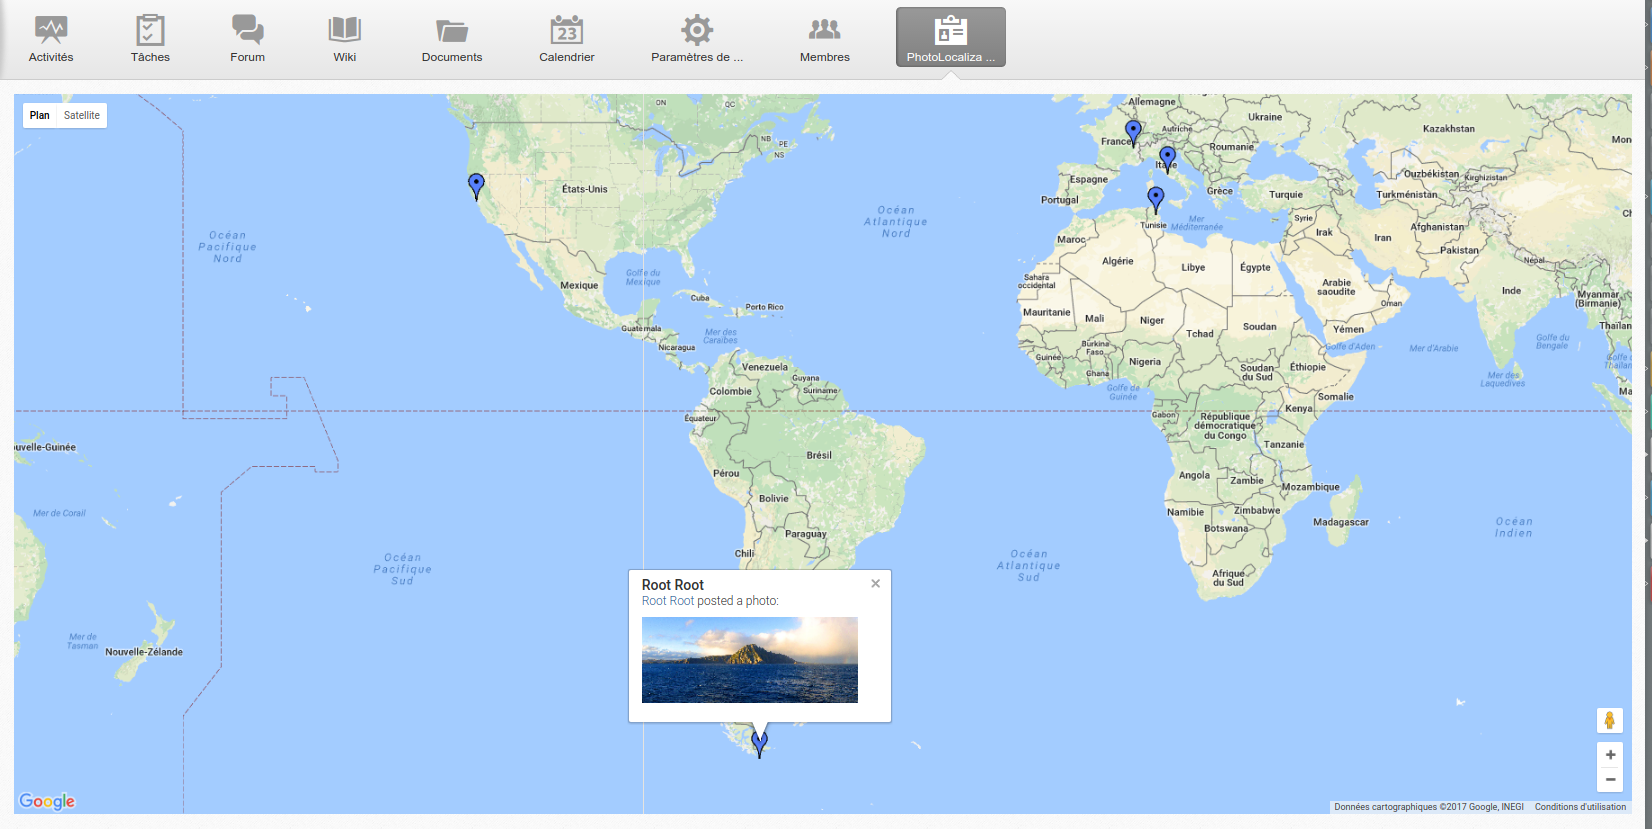 Activités
Tâches
Forum
Wiki
Documents
23
Calendrier
Paramètres de ...
Membres
PhotoLocaliza ...
Plan
Satellite
ON
QC
NB
PE
NS
États-Unis
Océan
Pacifique
Nord
Océan
Atlantique
Nord
Golfe du
Mexique
Mexique
Cuba
Porto Rico
Guatemala
Mer des
Caraïbes
Nicaragua
Venezuela
Guyana
Suriname
Colombie
Équateur
Brésil
Pérou
Bolivie
Paraguay
Chili
Allemagne
Ukraine
Kazakhstan
Mon
Autriche
France
Roumanie
Italie
Ouzbékistan
Kirghizistan
Espagne
Portugal
Grèce
Turquie
Turkménistan
Syrie
Tunisie
Mer
Méditerranée
Afghanistan
Ch
Maroc
Irak
Iran
Pakistan
Algérie
Libye
Égypte
Népal
Sahara
occidental
Arabie
saoudite
Inde
Myanmar
(Birmanie)
Oman
Mauritanie
Mali
Niger
Tchad
Soudan
Yémen
Thaïlan
Burkina
Faso
Golfe d'Aden
Mer d'Arabie
Golfe du
Bengale
Guinée
Nigeria
Soudan
du Sud
Éthiopie
Golfe d
Thaïlan
Ghana
Golfe de
Guinée
Mer des
Laquedives
Ma
Somalie
Gabon
République
démocratique
du Congo
Kenya
Tanzanie
Angola
Zambie
Mozambique
Namibie
Zimbabwe
Botswana
Madagascar
Afrique
du Sud
Océan
Indien
Océan
Atlantique
Sud
uvelle-Guinée
Mer de Corail
Océan
Pacifique
Sud
Mer de
Tasman
Nouvelle-Zélande
Root Root
×
Root Root posted a photo:
+
−
Google
Données cartographiques ©2017 Google, INEGI
Conditions d'utilisation